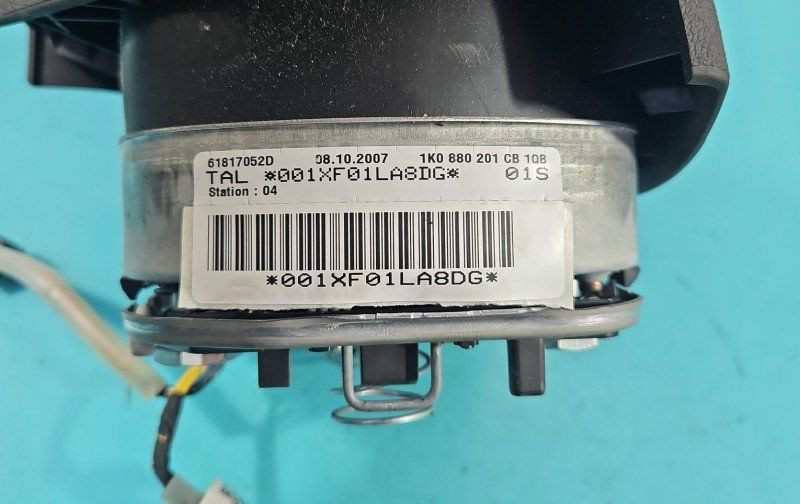 61817052D 08.10.2007 1K0 880 201 CB 1QB
TAL *001XF01LA8DG* 01S
Station : 04
*001XF01LA8DG*